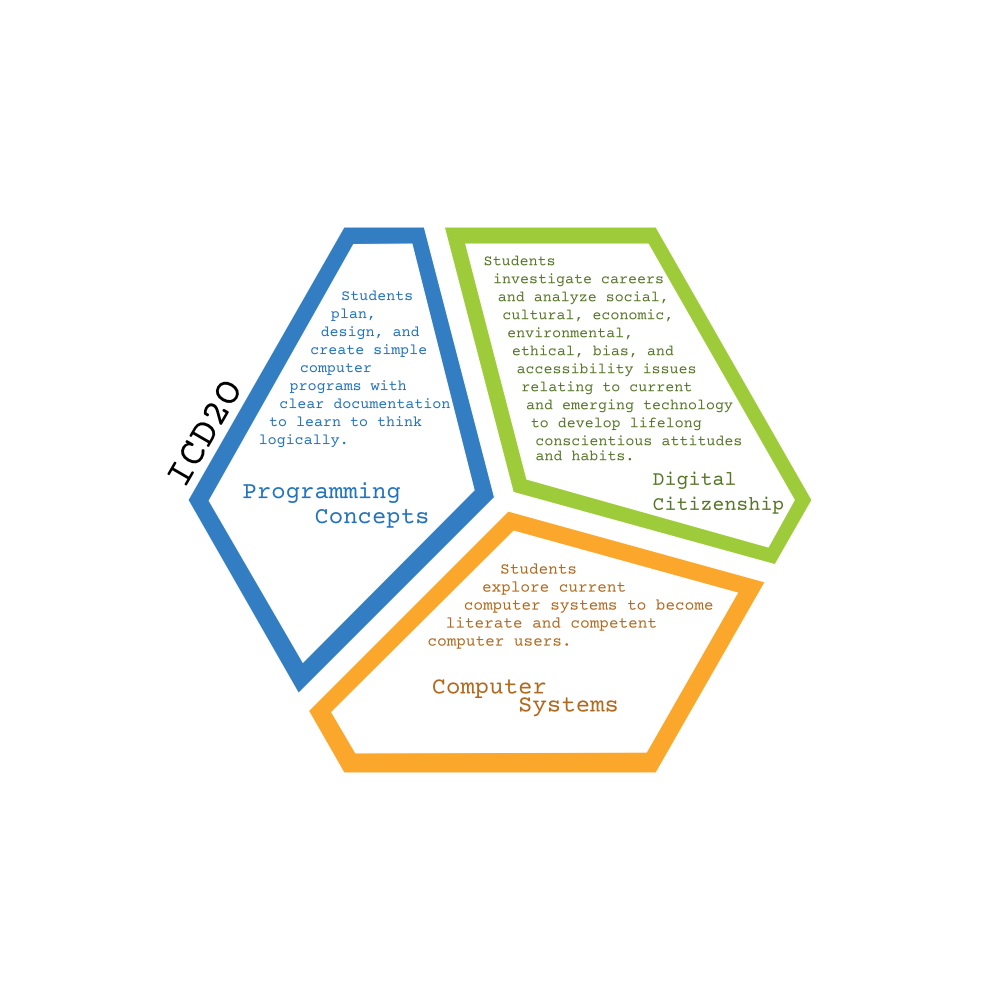 ICD2O
Students
plan,
design, and
create simple
computer
programs with
clear documentation
to learn to think
logically.
Programming
Concepts
Students
investigate careers
and analyze social,
cultural, economic,
environmental,
ethical, bias, and
accessibility issues
relating to current
and emerging technology
to develop lifelong
conscientious attitudes
and habits.
Digital
Citizenship
Students
explore current
computer systems to become
literate and competent
computer users.
Computer
Systems